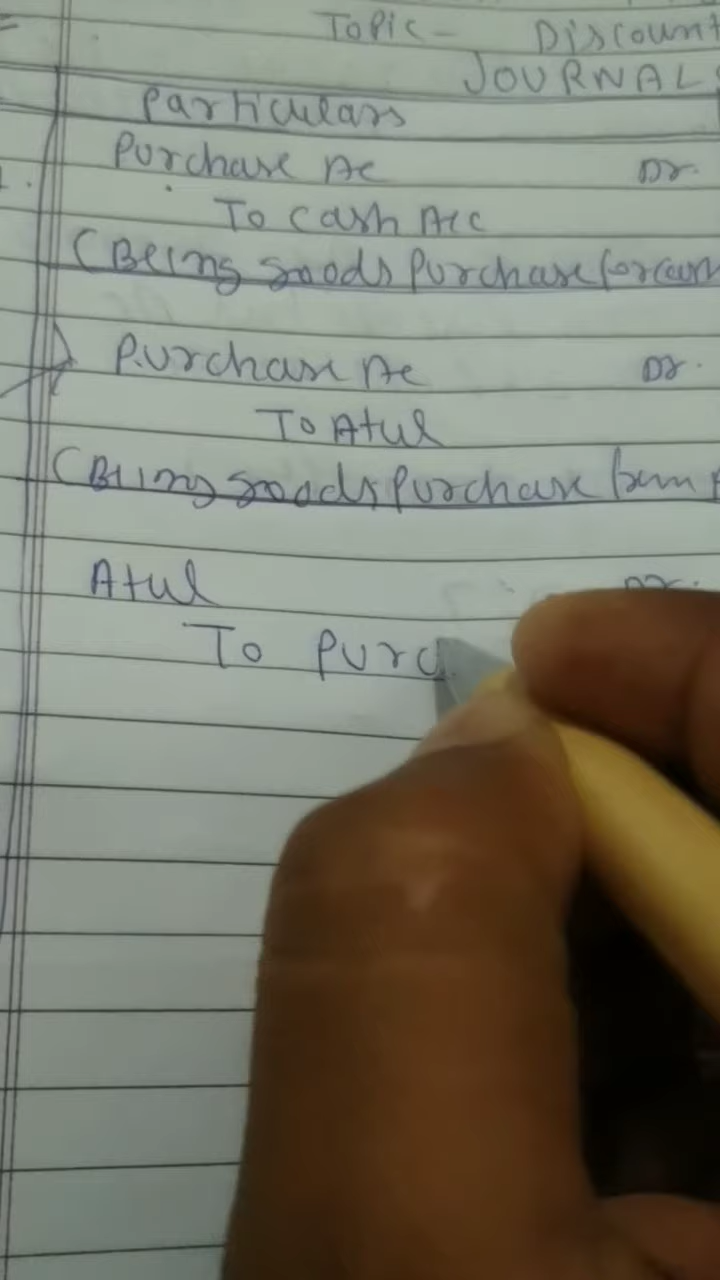 Topic - Discount
JOURNAL
Particulars
Purchase Ac Dr.
To Cash A/c
(Being goods Purchase for cash
Purchase Ac Dr.
To Atul
(Being goods Purchase from
Atul Dr.
To Purc